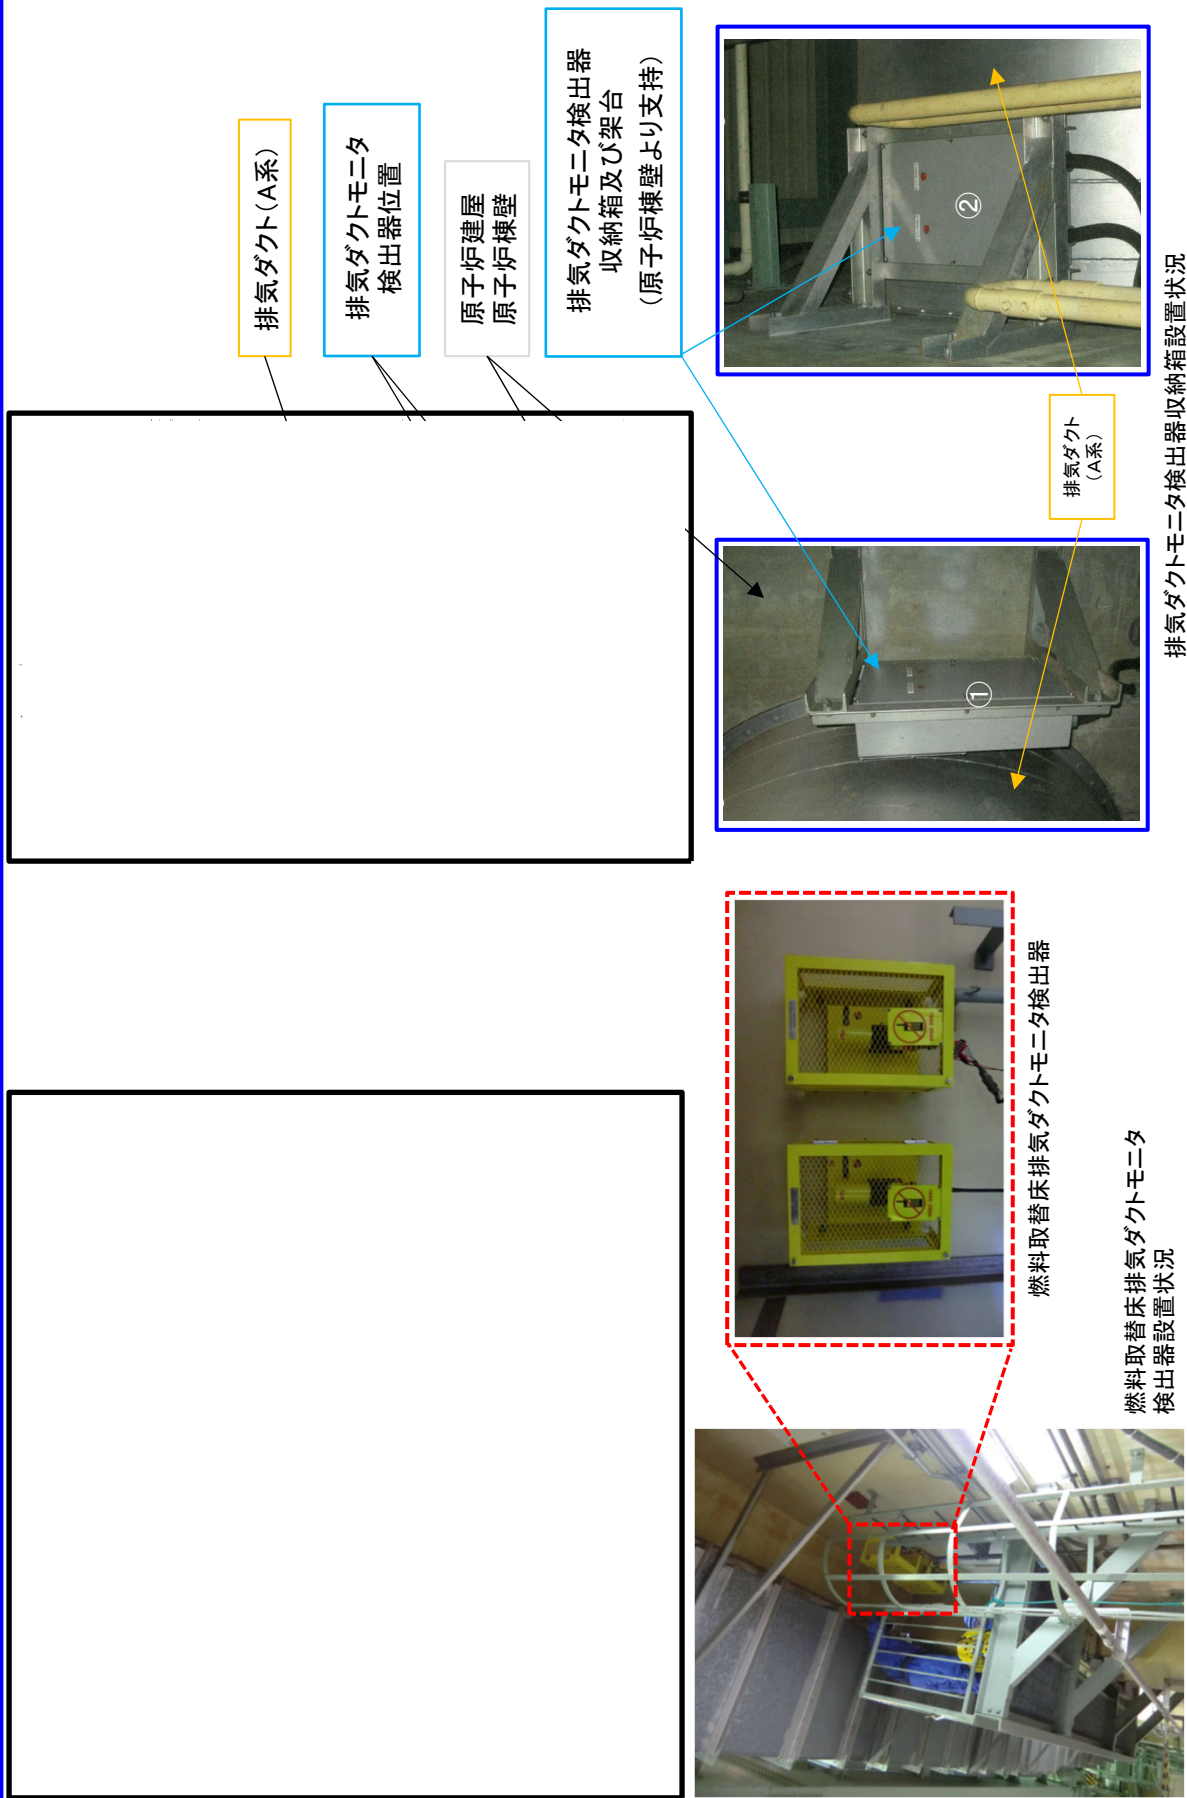 排気ダクト(A系)
排気ダクトモニタ
検出器位置
原子炉建屋
原子炉棟壁
排気ダクトモニタ検出器
収納箱及び架台
(原子炉棟壁より支持)
①
②
排気ダクト
(A系)
排気ダクトモニタ検出器収納箱設置状況
燃料取替床排気ダクトモニタ検出器
燃料取替床排気ダクトモニタ
検出器設置状況